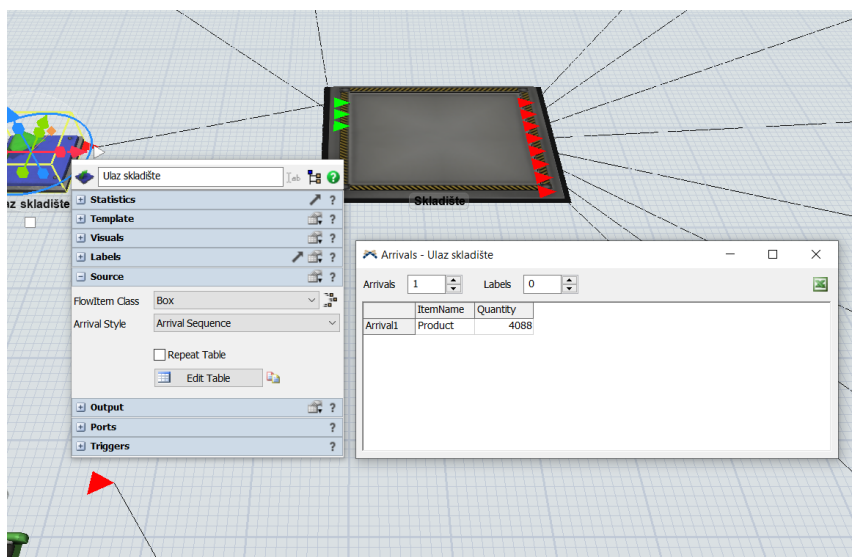 Ulaz skladište
az skladište
Statistics
Template
Visuals
Labels
Source
FlowItem Class Box
Arrival Style Arrival Sequence
Repeat Table
Edit Table
Output
Ports
Triggers
Skladište
Arrivals - Ulaz skladište
Arrivals 1 Labels 0
ItemName Quantity
Arrival1 Product 4088